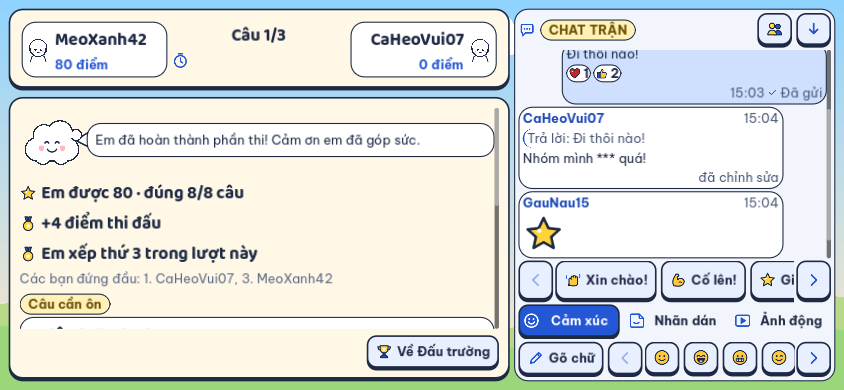 MeoXanh42
80 điểm
Câu 1/3
CaHeoVui07
0 điểm
Em đã hoàn thành phần thi! Cảm ơn em đã góp sức.
Em được 80 · đúng 8/8 câu
+4 điểm thi đấu
Em xếp thứ 3 trong lượt này
Các bạn đứng đầu: 1. CaHeoVui07, 3. MeoXanh42
Câu cần ôn
Về Đấu trường
CHAT TRẬN
Đi thôi nào!
1 2
15:03 ✓ Đã gửi
CaHeoVui07 15:04
Trả lời: Đi thôi nào!
Nhóm mình *** quá!
đã chỉnh sửa
GauNau15 15:04
Xin chào! Cố lên! Gi
Cảm xúc Nhãn dán Ảnh động
Gõ chữ